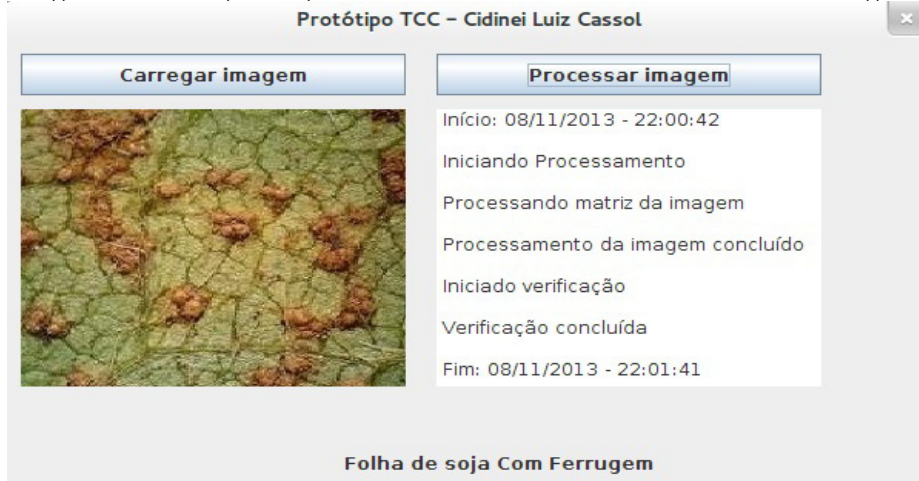 Protótipo TCC – Cidinei Luiz Cassol
Carregar imagem
Processar imagem
Início: 08/11/2013 - 22:00:42
Iniciando Processamento
Processando matriz da imagem
Processamento da imagem concluído
Iniciado verificação
Verificação concluída
Fim: 08/11/2013 - 22:01:41
Folha de soja Com Ferrugem